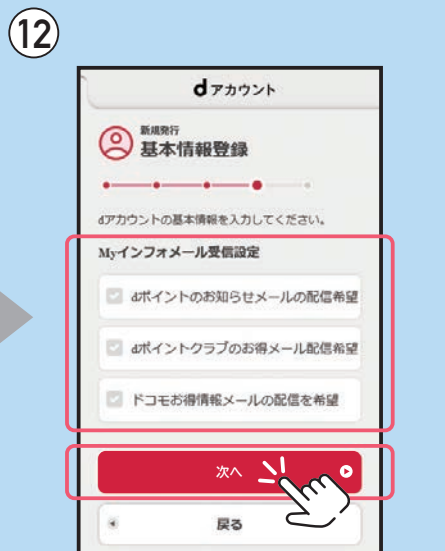 ⑫
dアカウント
新規発行
基本情報登録
dアカウントの基本情報を入力してください。
Myインフォメール受信設定
dポイントのお知らせメールの配信希望
dポイントクラブのお得メール配信希望
ドコモお得情報メールの配信を希望
次へ
戻る